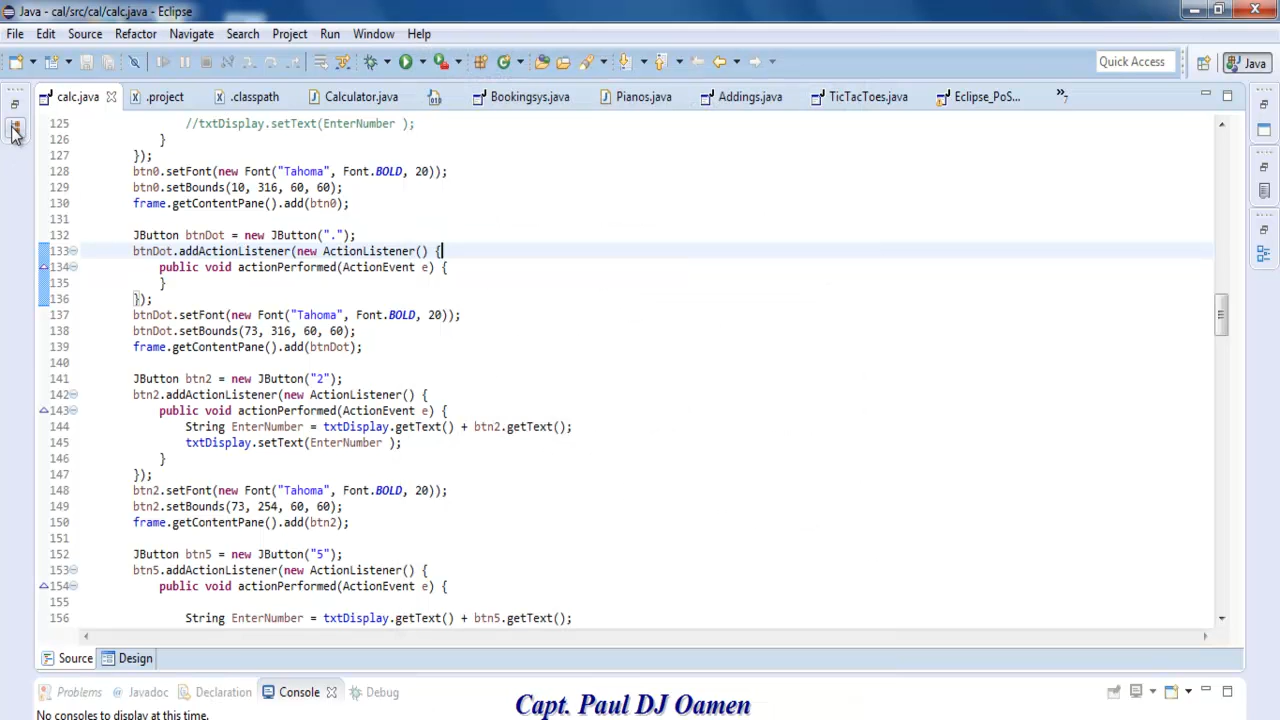 Java - cal/src/cal/calc.java - Eclipse
File Edit Source Refactor Navigate Search Project Run Window Help
Quick Access Java
calc.java .project .classpath Calculator.java Bookingsys.java Pianos.java Addings.java TicTacToes.java Eclipse_PoS... »7
125 //txtDisplay.setText(EnterNumber );
126 }
127 });
128 btn0.setFont(new Font("Tahoma", Font.BOLD, 20));
129 btn0.setBounds(10, 316, 60, 60);
130 frame.getContentPane().add(btn0);
131
132 JButton btnDot = new JButton(".");
133 btnDot.addActionListener(new ActionListener() {
134 public void actionPerformed(ActionEvent e) {
135 }
136 });
137 btnDot.setFont(new Font("Tahoma", Font.BOLD, 20));
138 btnDot.setBounds(73, 316, 60, 60);
139 frame.getContentPane().add(btnDot);
140
141 JButton btn2 = new JButton("2");
142 btn2.addActionListener(new ActionListener() {
143 public void actionPerformed(ActionEvent e) {
144 String EnterNumber = txtDisplay.getText() + btn2.getText();
145 txtDisplay.setText(EnterNumber );
146 }
147 });
148 btn2.setFont(new Font("Tahoma", Font.BOLD, 20));
149 btn2.setBounds(73, 254, 60, 60);
150 frame.getContentPane().add(btn2);
151
152 JButton btn5 = new JButton("5");
153 btn5.addActionListener(new ActionListener() {
154 public void actionPerformed(ActionEvent e) {
155
156 String EnterNumber = txtDisplay.getText() + btn5.getText();
Source Design
Problems Javadoc Declaration Console Debug
No consoles to display at this time.
Capt. Paul DJ Oamen